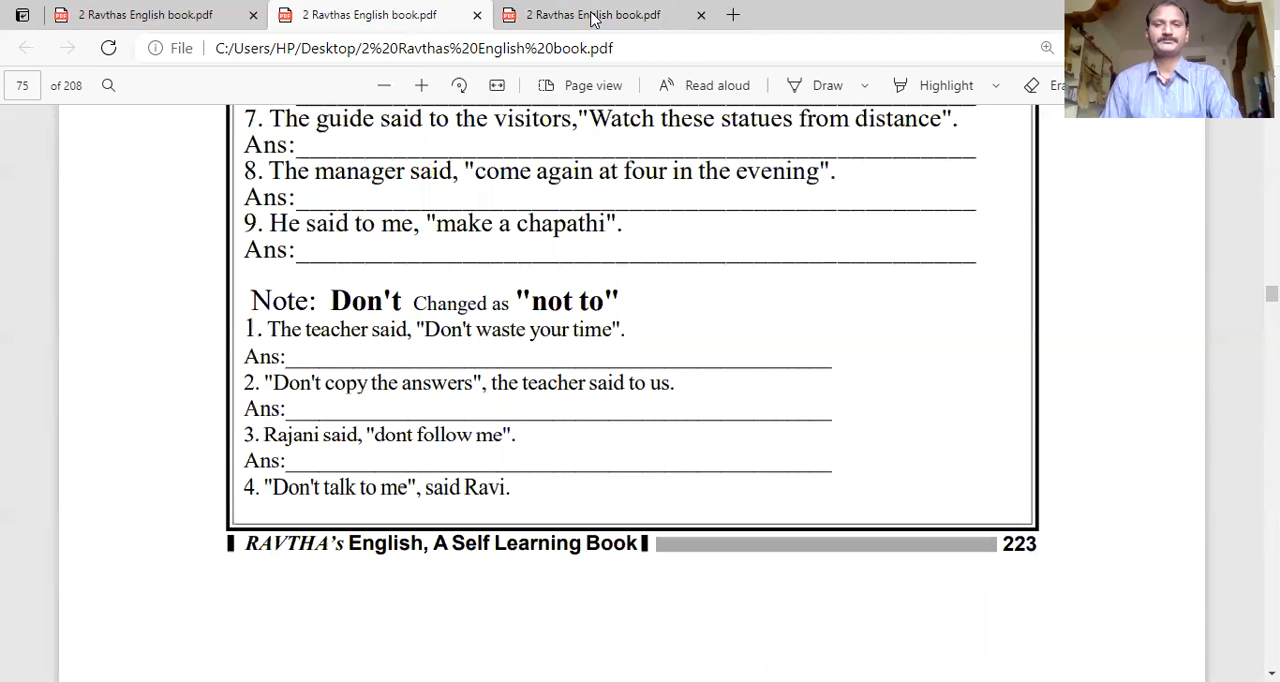 2 Ravthas English book.pdf
2 Ravthas English book.pdf
2 Ravthas English book.pdf
File
C:/Users/HP/Desktop/2%20Ravthas%20English%20book.pdf
75 of 208
Page view
Read aloud
Draw
Highlight
7. The guide said to the visitors,"Watch these statues from distance".
Ans:
8. The manager said, "come again at four in the evening".
Ans:
9. He said to me, "make a chapathi".
Ans:
Note: Don't Changed as "not to"
1. The teacher said, "Don't waste your time".
Ans:
2. "Don't copy the answers", the teacher said to us.
Ans:
3. Rajani said, "dont follow me".
Ans:
4. "Don't talk to me", said Ravi.
RAVTHA's English, A Self Learning Book
223